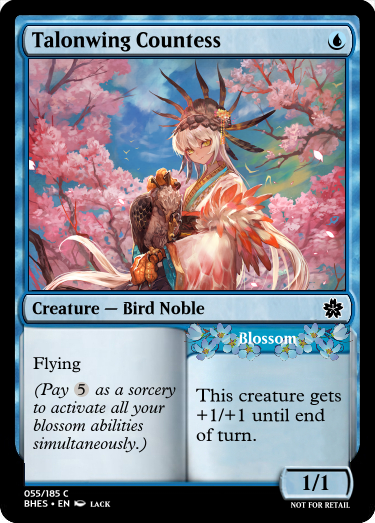 Talonwing Countess
Creature — Bird Noble
Blossom
Flying
(Pay 5 as a sorcery
to activate all your
blossom abilities
simultaneously.)
This creature gets
+1/+1 until end
of turn.
1/1
055/185 C
BHES • EN LACK
NOT FOR RETAIL